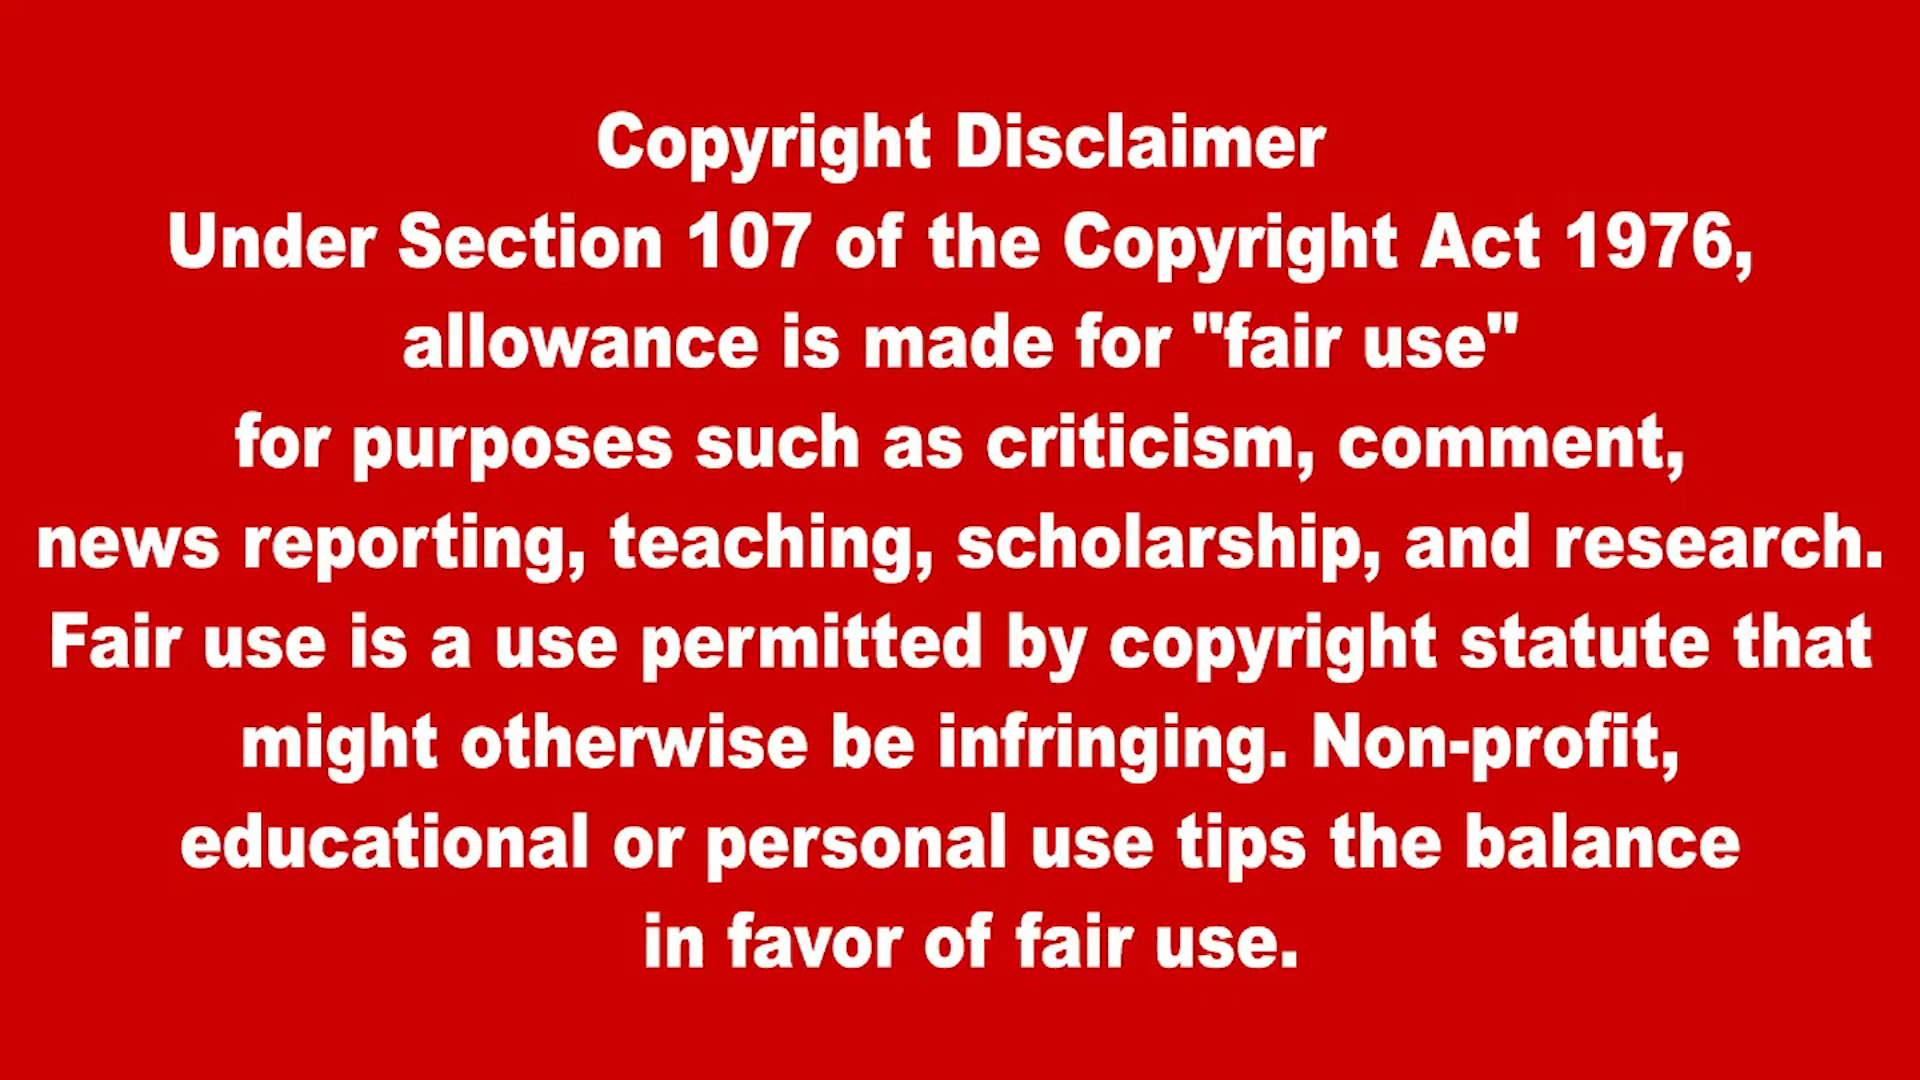 Copyright Disclaimer
Under Section 107 of the Copyright Act 1976,
allowance is made for "fair use"
for purposes such as criticism, comment,
news reporting, teaching, scholarship, and research.
Fair use is a use permitted by copyright statute that
might otherwise be infringing. Non-profit,
educational or personal use tips the balance
in favor of fair use.